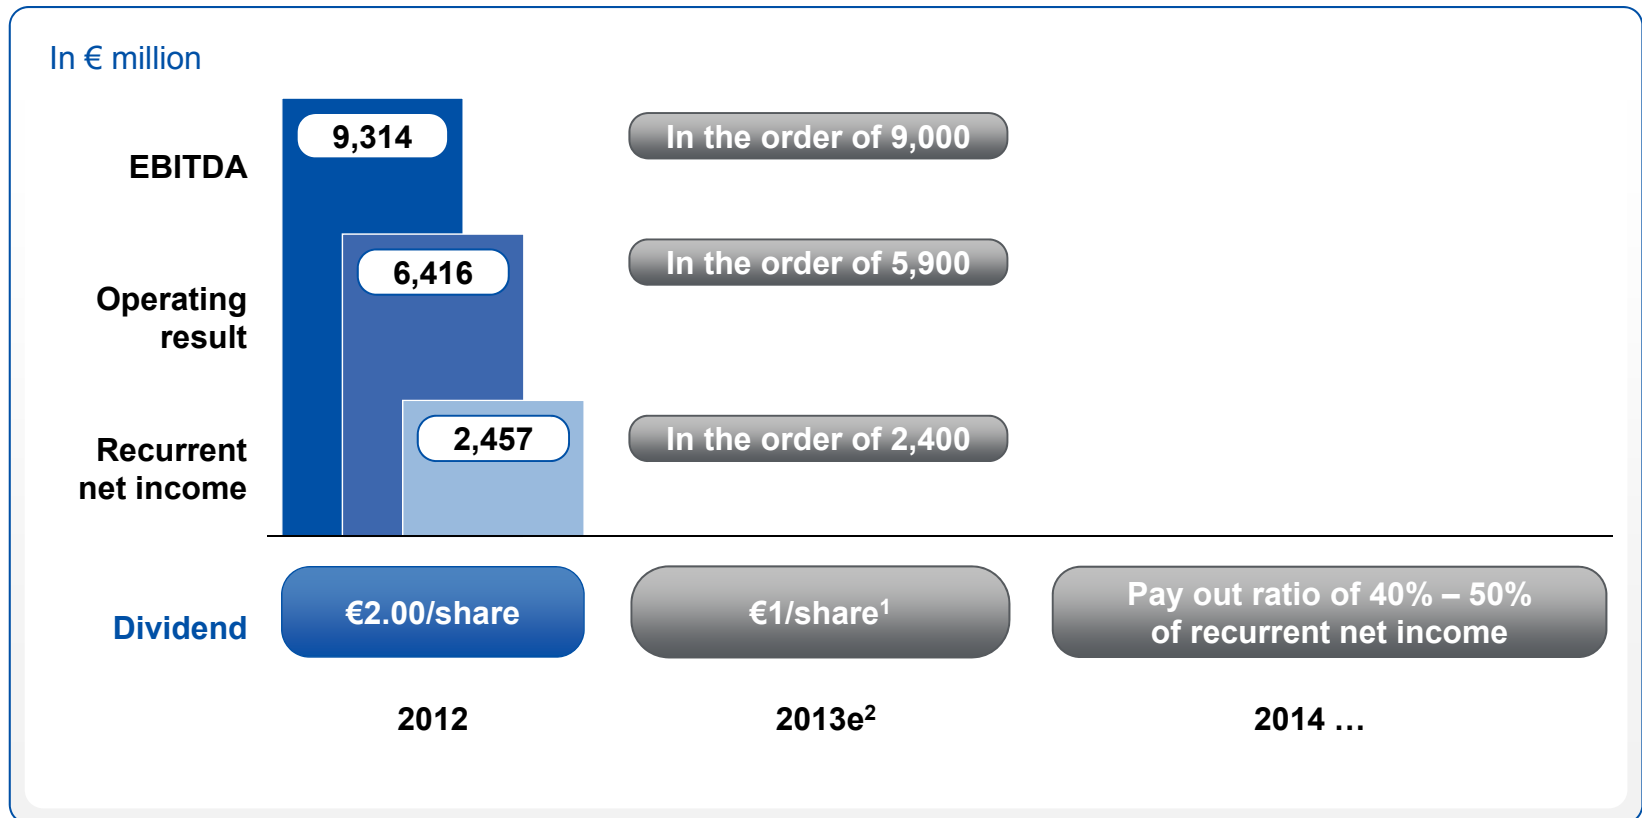 In € million
EBITDA
9,314
In the order of 9,000
Operating
result
6,416
In the order of 5,900
Recurrent
net income
2,457
In the order of 2,400
Dividend
€2.00/share
€1/share¹
Pay out ratio of 40% – 50%
of recurrent net income
2012
2013e²
2014 …